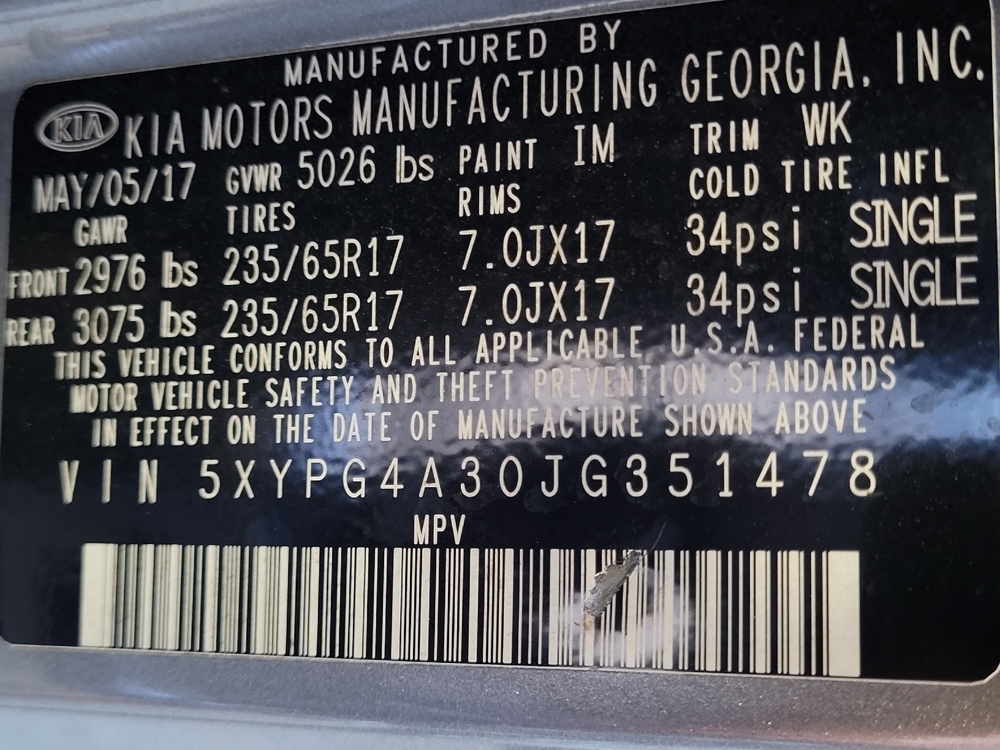 MANUFACTURED BY
KIA KIA MOTORS MANUFACTURING GEORGIA, INC.
MAY/05/17 GVWR 5026 lbs PAINT IM TRIM WK
GAWR TIRES RIMS COLD TIRE INFL
FRONT 2976 lbs 235/65R17 7.0JX17 34psi SINGLE
REAR 3075 lbs 235/65R17 7.0JX17 34psi SINGLE
THIS VEHICLE CONFORMS TO ALL APPLICABLE U.S.A. FEDERAL
MOTOR VEHICLE SAFETY AND THEFT PREVENTION STANDARDS
IN EFFECT ON THE DATE OF MANUFACTURE SHOWN ABOVE
VIN 5XYPG4A30JG351478
MPV